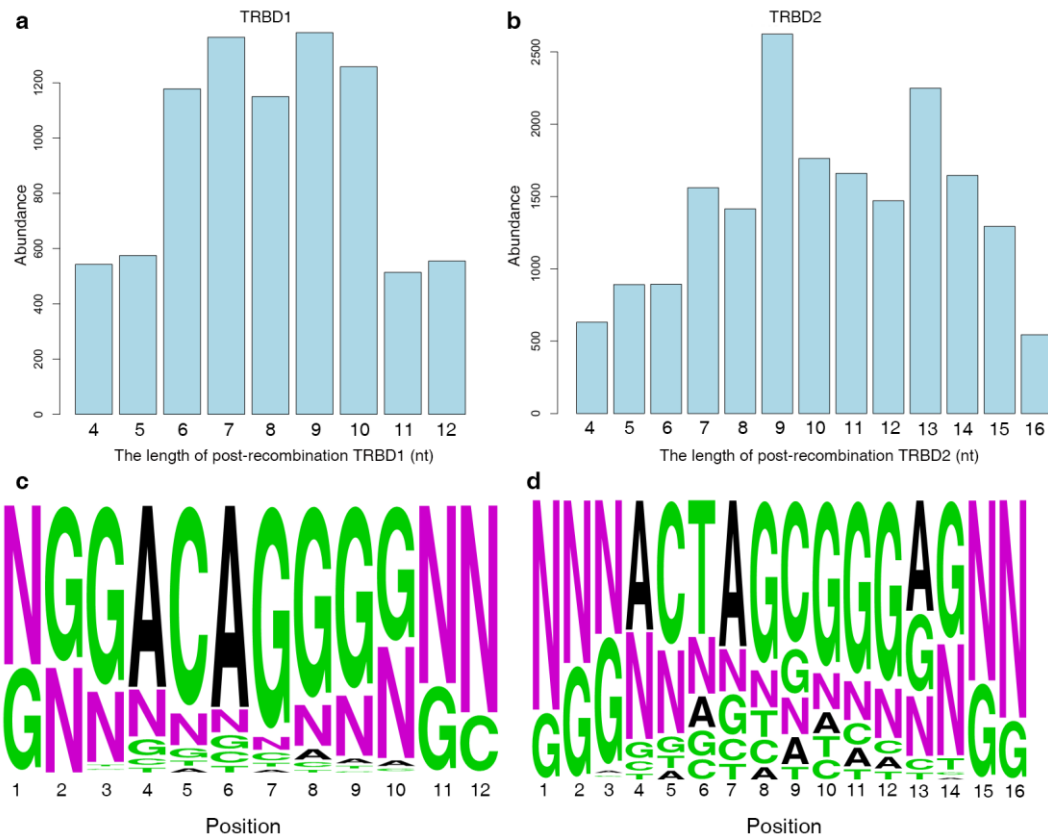 a
TRBD1
Abundance
0
200
400
600
800
1000
1200
4 5 6 7 8 9 10 11 12
The length of post-recombination TRBD1 (nt)
b
TRBD2
Abundance
0
500
1000
1500
2000
2500
4 5 6 7 8 9 10 11 12 13 14 15 16
The length of post-recombination TRBD2 (nt)
c
N G G A C A G G G G N N
G N N N N N N N N N G C
G G G C A A A
C T C T C T
T A T A
1 2 3 4 5 6 7 8 9 10 11 12
Position
d
N N N A C T A G C G G G A G N N
G G G N N N N N G N N N G N G G
G G A G T N A C C N T
C T G C C A T A A C
T A C T A T C T T T
1 2 3 4 5 6 7 8 9 10 11 12 13 14 15 16
Position